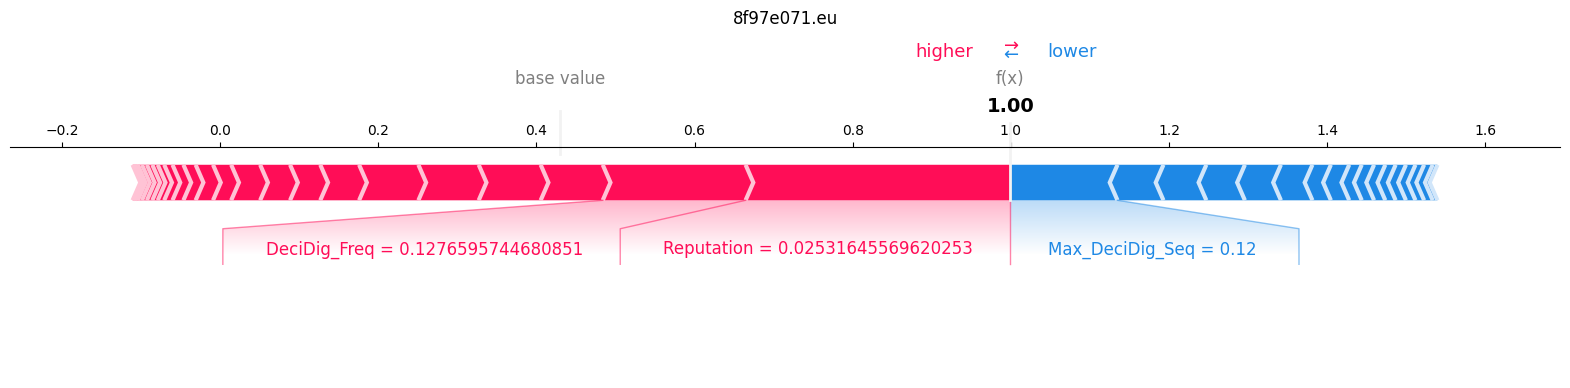 8f97e071.eu
higher ⇄ lower
base value f(x)
1.00
−0.2 0.0 0.2 0.4 0.6 0.8 1 0 1.2 1.4 1.6
DeciDig_Freq = 0.1276595744680851 Reputation = 0.02531645569620253 Max_DeciDig_Seq = 0.12